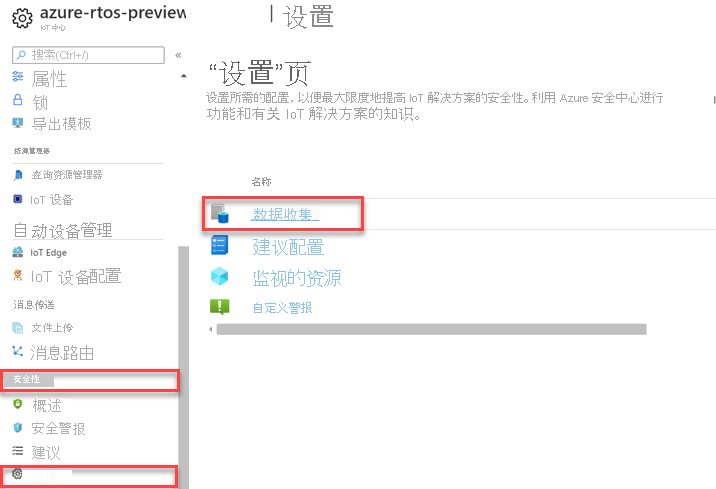 azure-rtos-preview
IoT 中心
搜索(Ctrl+/)
«
属性
锁
导出模板
资源管理器
查询资源管理器
IoT 设备
自动设备管理
IoT Edge
IoT 设备配置
消息传送
文件上传
消息路由
安全性
概述
安全警报
建议
| 设置
“设置”页
设置所需的配置,以便最大限度地提高 IoT 解决方案的安全性。利用 Azure 安全中心进行
功能和有关 IoT 解决方案的知识。
名称
数据收集
建议配置
监视的资源
自定义警报